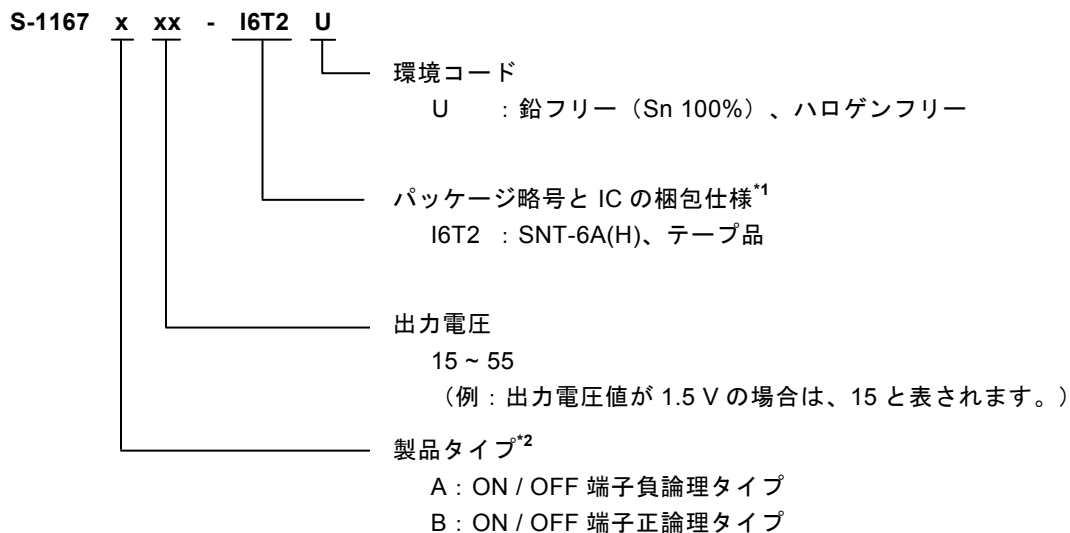 S-1167 x xx - I6T2 U
環境コード
U : 鉛フリー（Sn 100%）、ハロゲンフリー
パッケージ略号と IC の梱包仕様*1
I6T2 : SNT-6A(H)、テープ品
出力電圧
15 ~ 55
（例：出力電圧値が 1.5 V の場合は、15 と表されます。）
製品タイプ*2
A : ON / OFF 端子負論理タイプ
B : ON / OFF 端子正論理タイプ